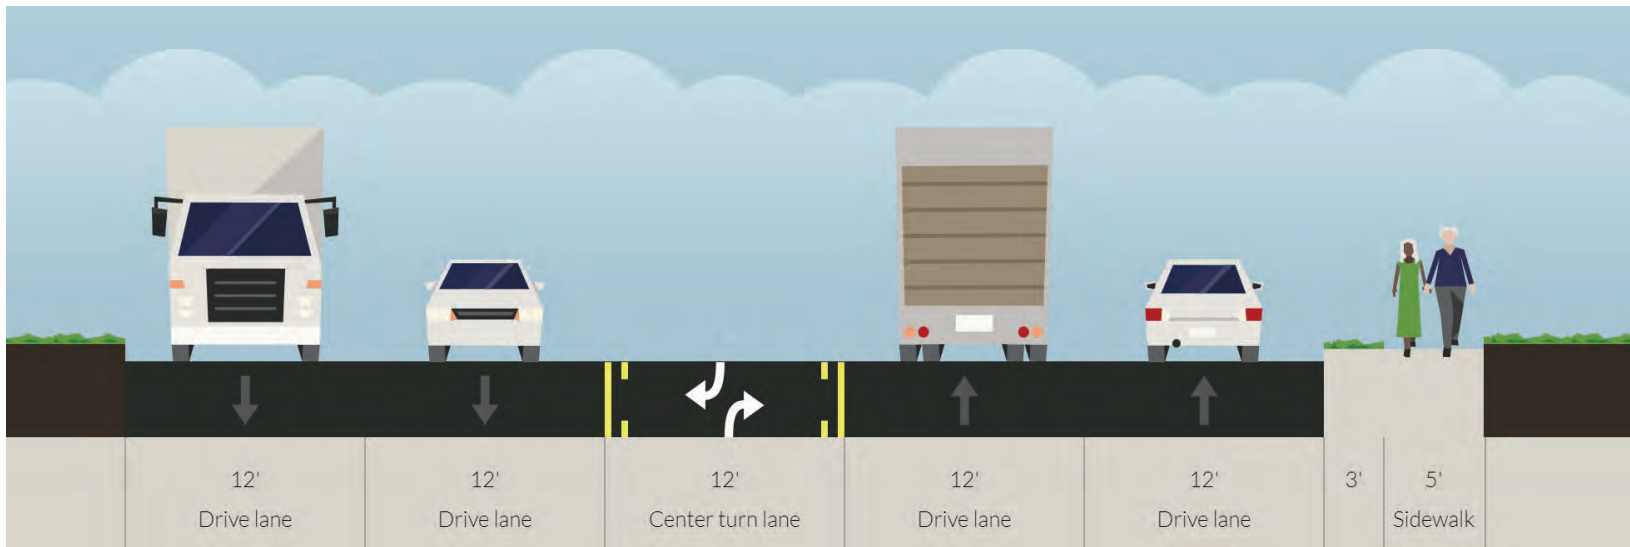 12' 12' 12' 12' 12' 3' 5'
Drive lane Drive lane Center turn lane Drive lane Drive lane Sidewalk